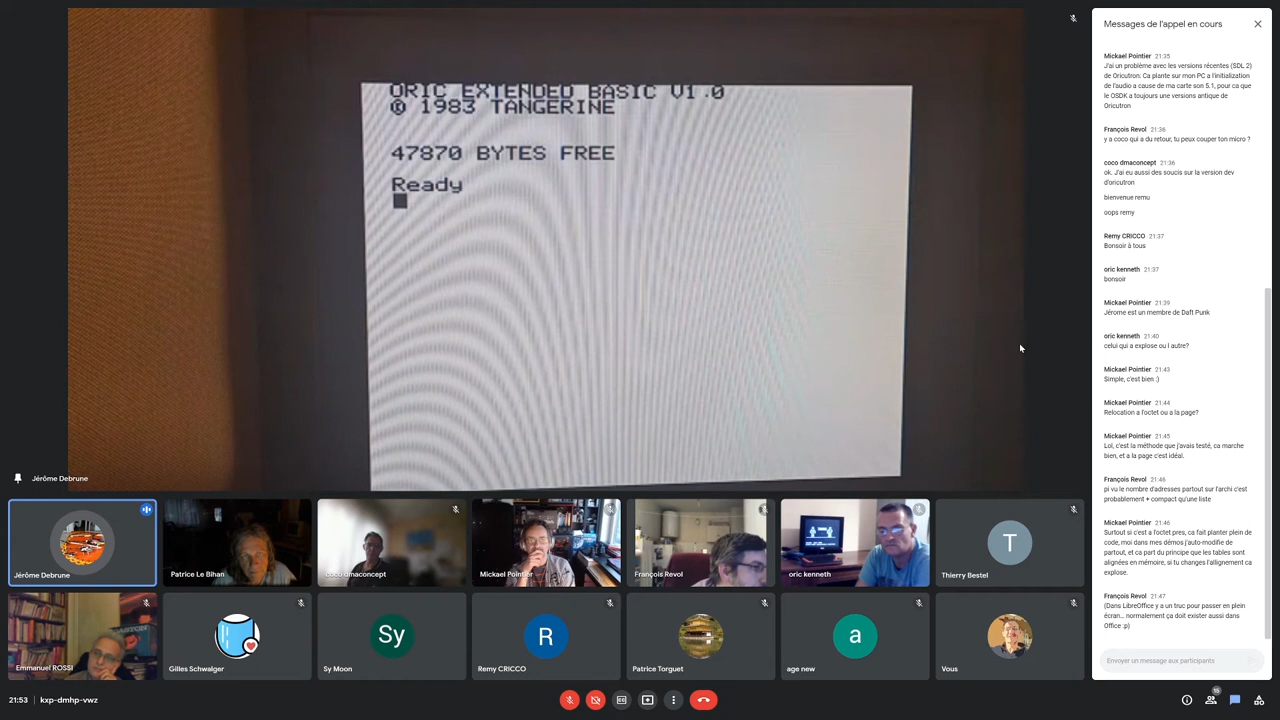 ORIC EXTENDED BASIC V1.0
© 1983 TANGERINE
47870 BYTES FREE
Ready
Jérôme Debrune
Jérôme Debrune
Patrice Le Bihan
coco dmaconcept
Mickael Pointier
François Revol
oric kenneth
T
Thierry Bestel
Emmanuel ROSSI
Gilles Schwalger
Sy
Sy Moon
R
Remy CRICCO
Patrice Torguet
a
age new
Vous
21:53 | kxp-dmhp-vwz
15
Messages de l'appel en cours
Mickael Pointier 21:35
J'ai un problème avec les versions récentes (SDL 2)
de Oricutron: Ca plante sur mon PC a l'initialization
de l'audio a cause de ma carte son 5.1, pour ca que
le OSDK a toujours une versions antique de
Oricutron
François Revol 21:36
y a coco qui a du retour, tu peux couper ton micro ?
coco dmaconcept 21:36
ok. J'ai eu aussi des soucis sur la version dev
d'oricutron
bienvenue remu
oops remy
Remy CRICCO 21:37
Bonsoir à tous
oric kenneth 21:37
bonsoir
Mickael Pointier 21:39
Jérome est un membre de Daft Punk
oric kenneth 21:40
celui qui a explose ou l autre?
Mickael Pointier 21:43
Simple, c'est bien :)
Mickael Pointier 21:44
Relocation a l'octet ou a la page?
Mickael Pointier 21:45
Lol, c'est la méthode que j'avais testé, ca marche
bien, et a la page c'est idéal.
François Revol 21:46
pi vu le nombre d'adresses partout sur l'archi c'est
probablement + compact qu'une liste
Mickael Pointier 21:46
Surtout si c'est a l'octet pres, ca fait planter plein de
code, moi dans mes démos j'auto-modifie de
partout, et ca part du principe que les tables sont
alignées en mémoire, si tu changes l'allignement ca
explose.
François Revol 21:47
(Dans LibreOffice y a un truc pour passer en plein
écran... normalement ça doit exister aussi dans
Office ;p)
Envoyer un message aux participants